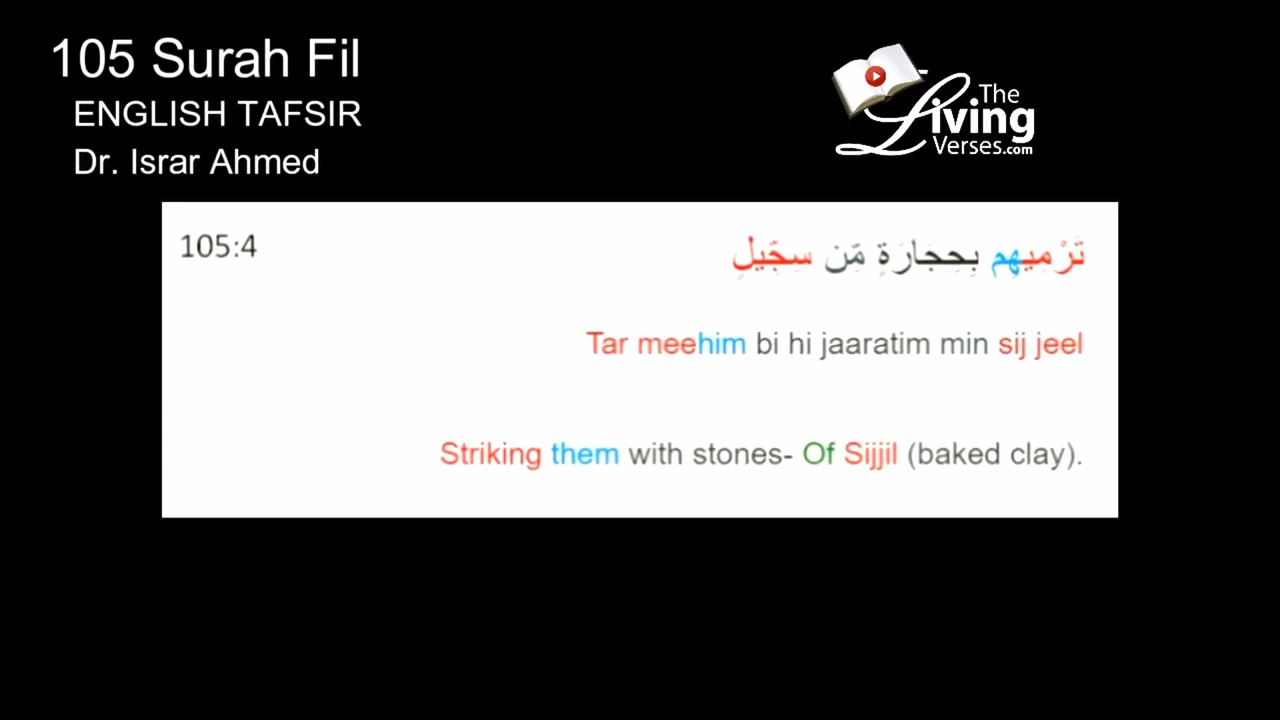 105 Surah Fil
ENGLISH TAFSIR
Dr. Israr Ahmed
The
Living
Verses.com
105:4
تَرْمِيهِم بِحِجَارَةٍ مِّن سِجِّيلٍ
Tar meehim bi hi jaaratim min sij jeel
Striking them with stones- Of Sijjil (baked clay).